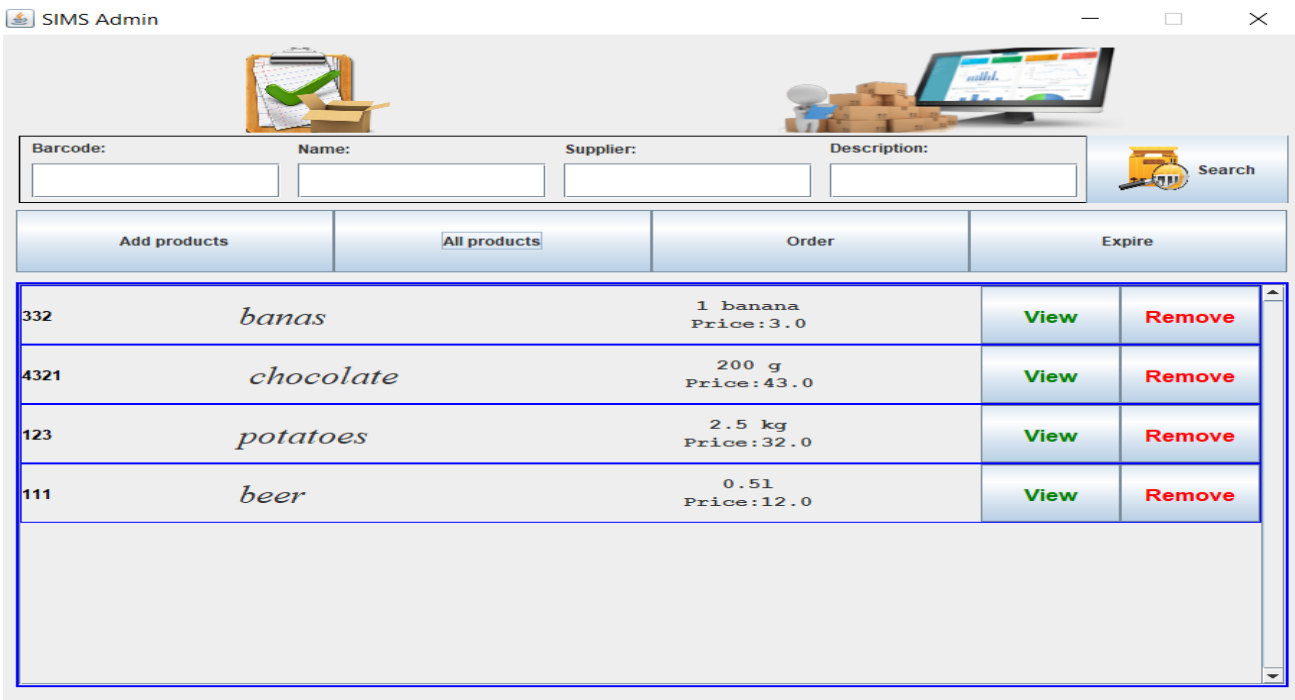 SIMS Admin
Barcode: Name: Supplier: Description:
Search
Add products All products Order Expire
332 banas 1 banana
Price:3.0 View Remove
4321 chocolate 200 g
Price:43.0 View Remove
123 potatoes 2.5 kg
Price:32.0 View Remove
111 beer 0.5l
Price:12.0 View Remove